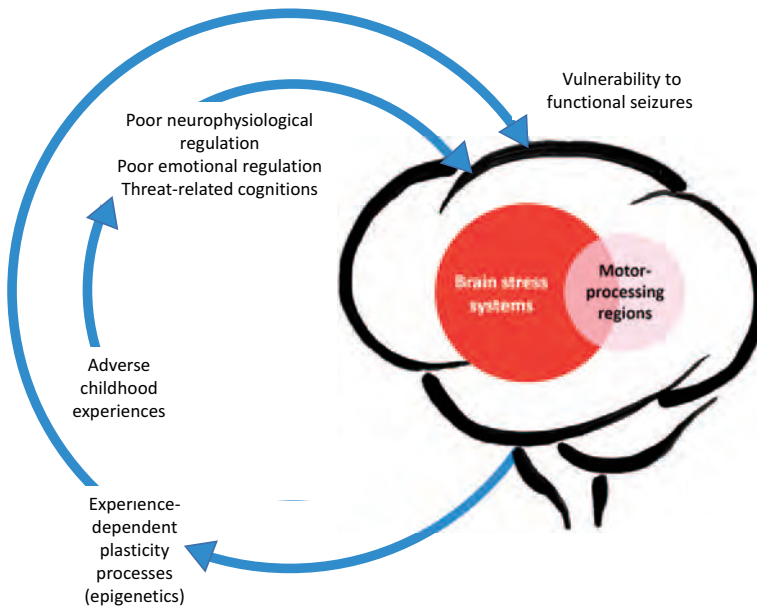 Vulnerability to
functional seizures
Poor neurophysiological
regulation
Poor emotional regulation
Threat-related cognitions
Brain stress
systems
Motor-
processing
regions
Adverse
childhood
experiences
Experience-
dependent
plasticity
processes
(epigenetics)